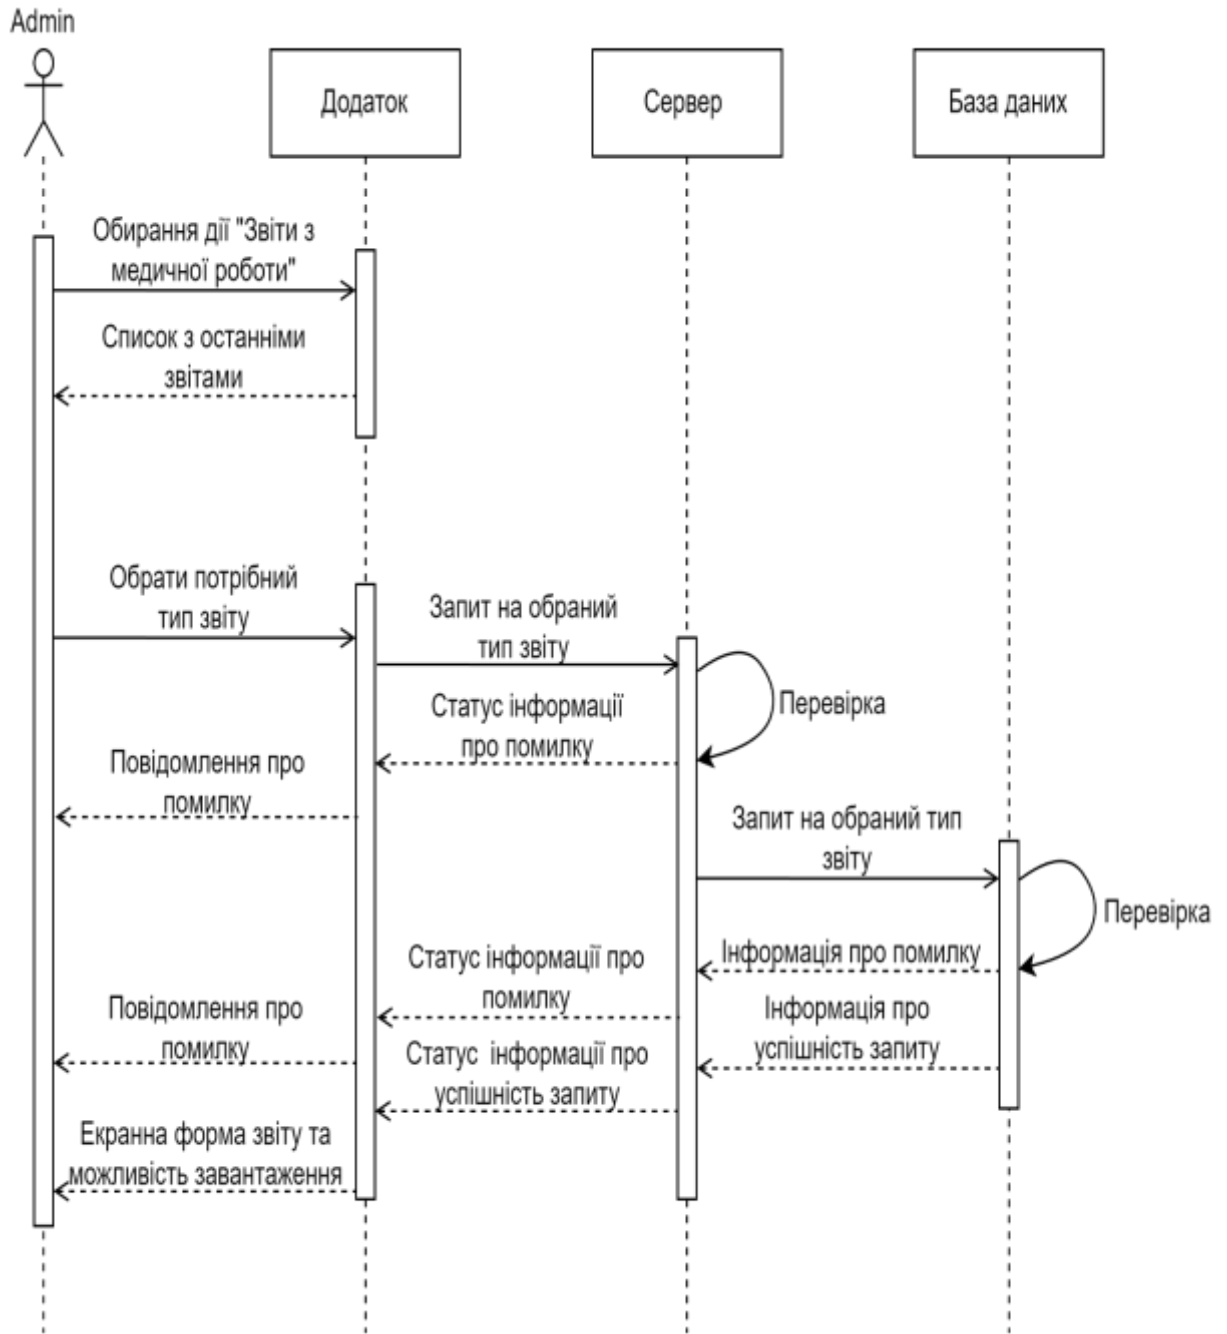 Admin
Додаток
Сервер
База даних
Обирання дії "Звіти з
медичної роботи"
Список з останніми
звітами
Обрати потрібний
тип звіту
Запит на обраний
тип звіту
Перевірка
Статус інформації
про помилку
Повідомлення про
помилку
Запит на обраний тип
звіту
Перевірка
Інформація про помилку
Статус інформації про
помилку
Повідомлення про
помилку
Інформація про
успішність запиту
Статус  інформації про
успішність запиту
Екранна форма звіту та
можливість завантаження